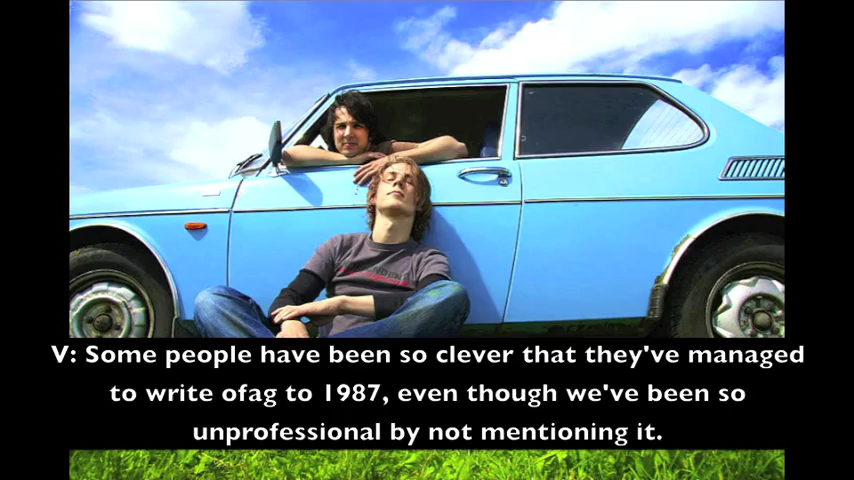 V: Some people have been so clever that they've managed
to write ofag to 1987, even though we've been so
unprofessional by not mentioning it.